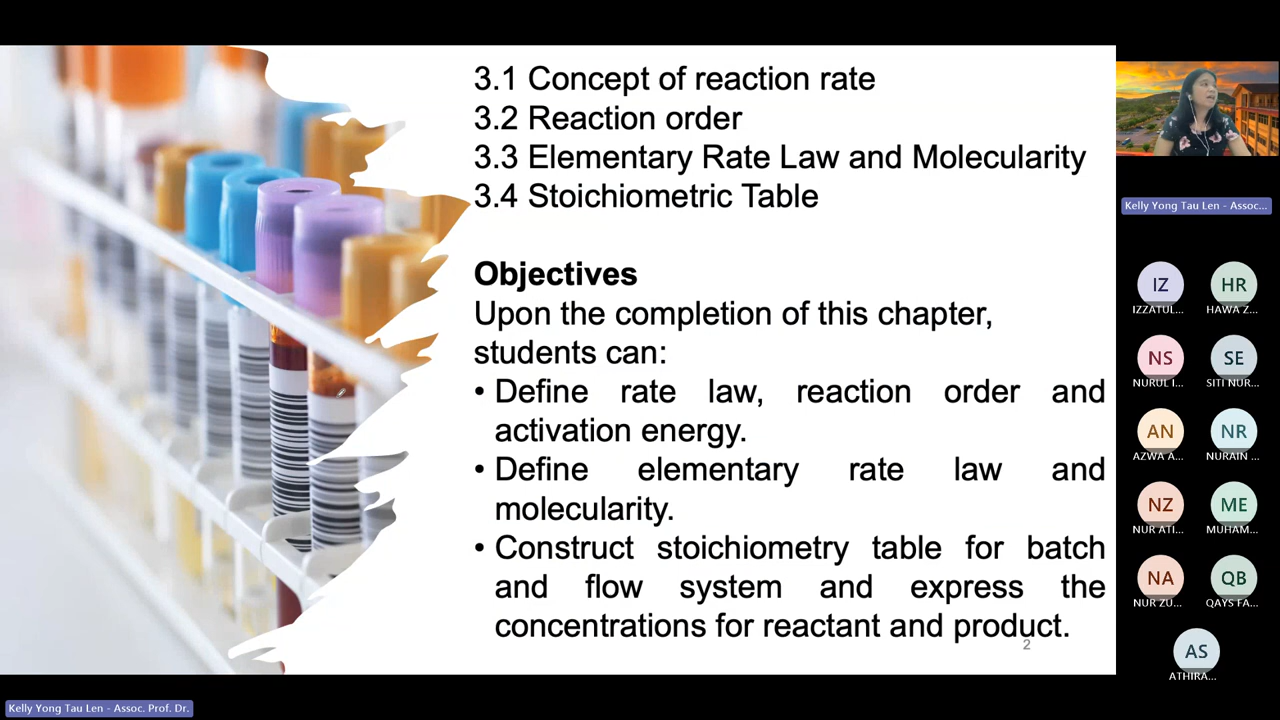 3.1 Concept of reaction rate
3.2 Reaction order
3.3 Elementary Rate Law and Molecularity
3.4 Stoichiometric Table
Objectives
Upon the completion of this chapter,
students can:
• Define rate law, reaction order and
activation energy.
• Define elementary rate law and
molecularity.
• Construct stoichiometry table for batch
and flow system and express the
concentrations for reactant and product.
2
Kelly Yong Tau Len - Assoc...
IZ
IZZATUL...
HR
HAWA Z...
NS
NURUL I...
SE
SITI NUR...
AN
AZWA A...
NR
NURAIN ...
NZ
NUR ATI...
ME
MUHAM...
NA
NUR ZU...
QB
QAYS FA...
AS
ATHIRA...
Kelly Yong Tau Len - Assoc. Prof. Dr.